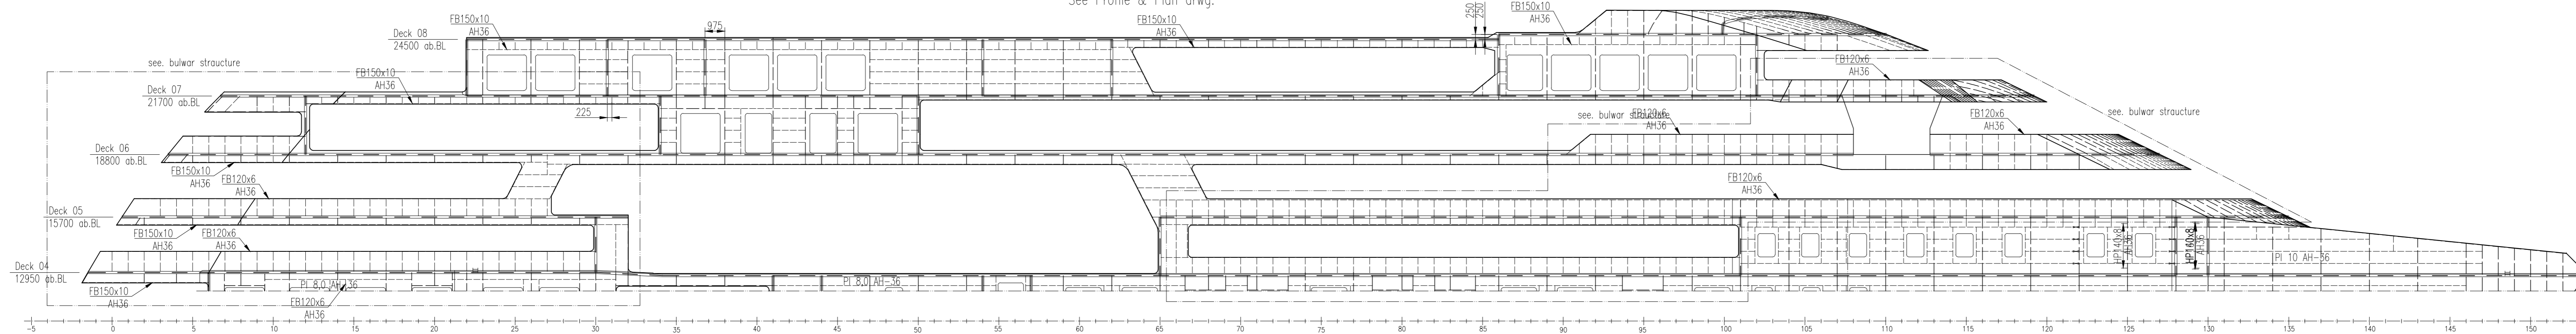 See Profile & Plan drwg.
FB150x10
AH36
Deck 08
24500 ab.BL
975
FB150x10
AH36
250
250
FB150x10
AH36
see. bulwar straucture
FB150x10
AH36
FB120x6
AH36
Deck 07
21700 ab.BL
225
see. bulwar straucture
FB120x6
AH36
FB120x6
AH36
see. bulwar straucture
Deck 06
18800 ab.BL
FB150x10
AH36
FB120x6
AH36
FB120x6
AH36
Deck 05
15700 ab.BL
FB150x10
AH36
FB120x6
AH36
HP140x8
AH36
HP160x8
AH36
Pl 10 AH-36
Deck 04
12950 ab.BL
FB150x10
AH36
Pl 8,0 AH-36
FB120x6
AH36
Pl 8,0 AH-36
-5 0 5 10 15 20 25 30 35 40 45 50 55 60 65 70 75 80 85 90 95 100 105 110 115 120 125 130 135 140 145 150